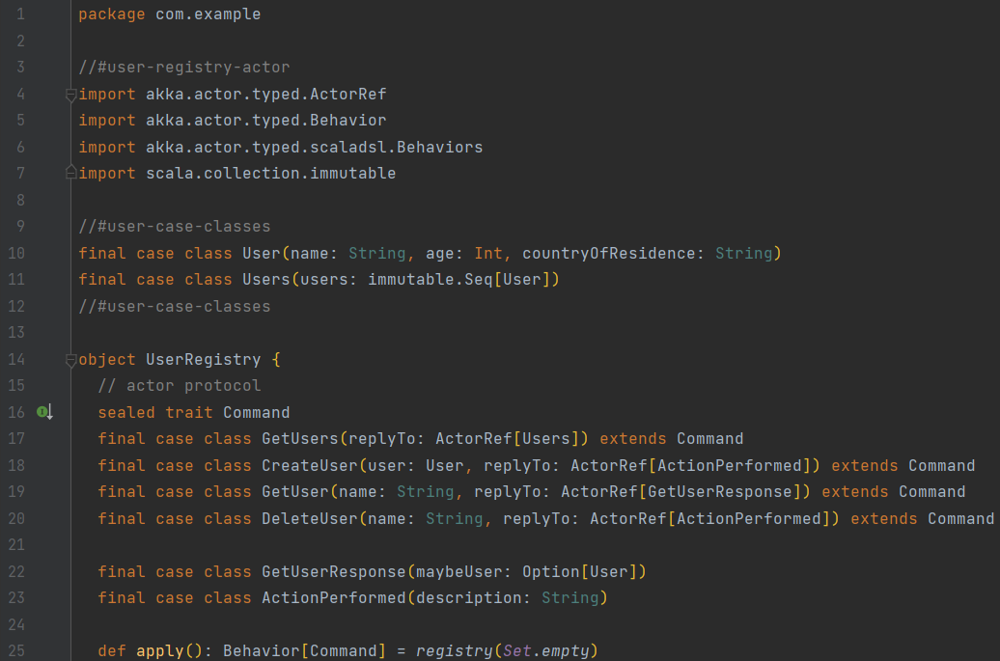 1 package com.example
2
3 //#user-registry-actor
4 import akka.actor.typed.ActorRef
5 import akka.actor.typed.Behavior
6 import akka.actor.typed.scaladsl.Behaviors
7 import scala.collection.immutable
8
9 //#user-case-classes
10 final case class User(name: String, age: Int, countryOfResidence: String)
11 final case class Users(users: immutable.Seq[User])
12 //#user-case-classes
13
14 object UserRegistry {
15   // actor protocol
16   sealed trait Command
17   final case class GetUsers(replyTo: ActorRef[Users]) extends Command
18   final case class CreateUser(user: User, replyTo: ActorRef[ActionPerformed]) extends Command
19   final case class GetUser(name: String, replyTo: ActorRef[GetUserResponse]) extends Command
20   final case class DeleteUser(name: String, replyTo: ActorRef[ActionPerformed]) extends Command
21
22   final case class GetUserResponse(maybeUser: Option[User])
23   final case class ActionPerformed(description: String)
24
25   def apply(): Behavior[Command] = registry(Set.empty)